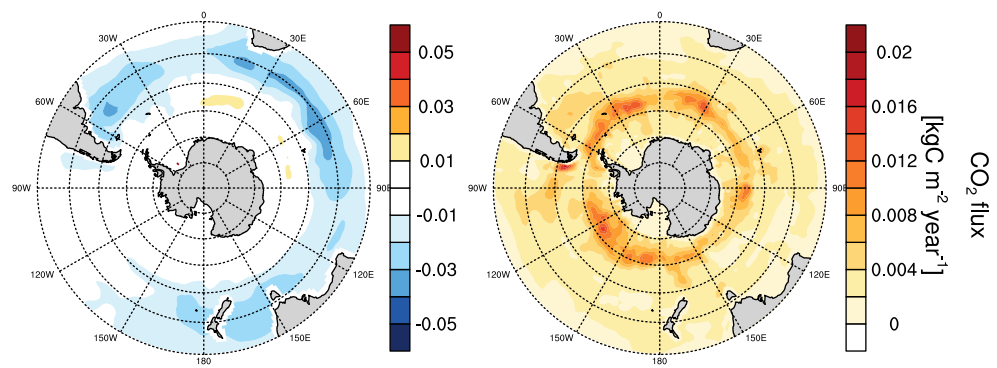 0
30E
60E
90E
120E
150E
180
150W
120W
90W
60W
30W
0.05
0.03
0.01
-0.01
-0.03
-0.05
0
30E
60E
90E
120E
150E
180
150W
120W
90W
60W
30W
0.02
0.016
0.012
0.008
0.004
0
CO₂ flux
[kgC m⁻² year⁻¹]